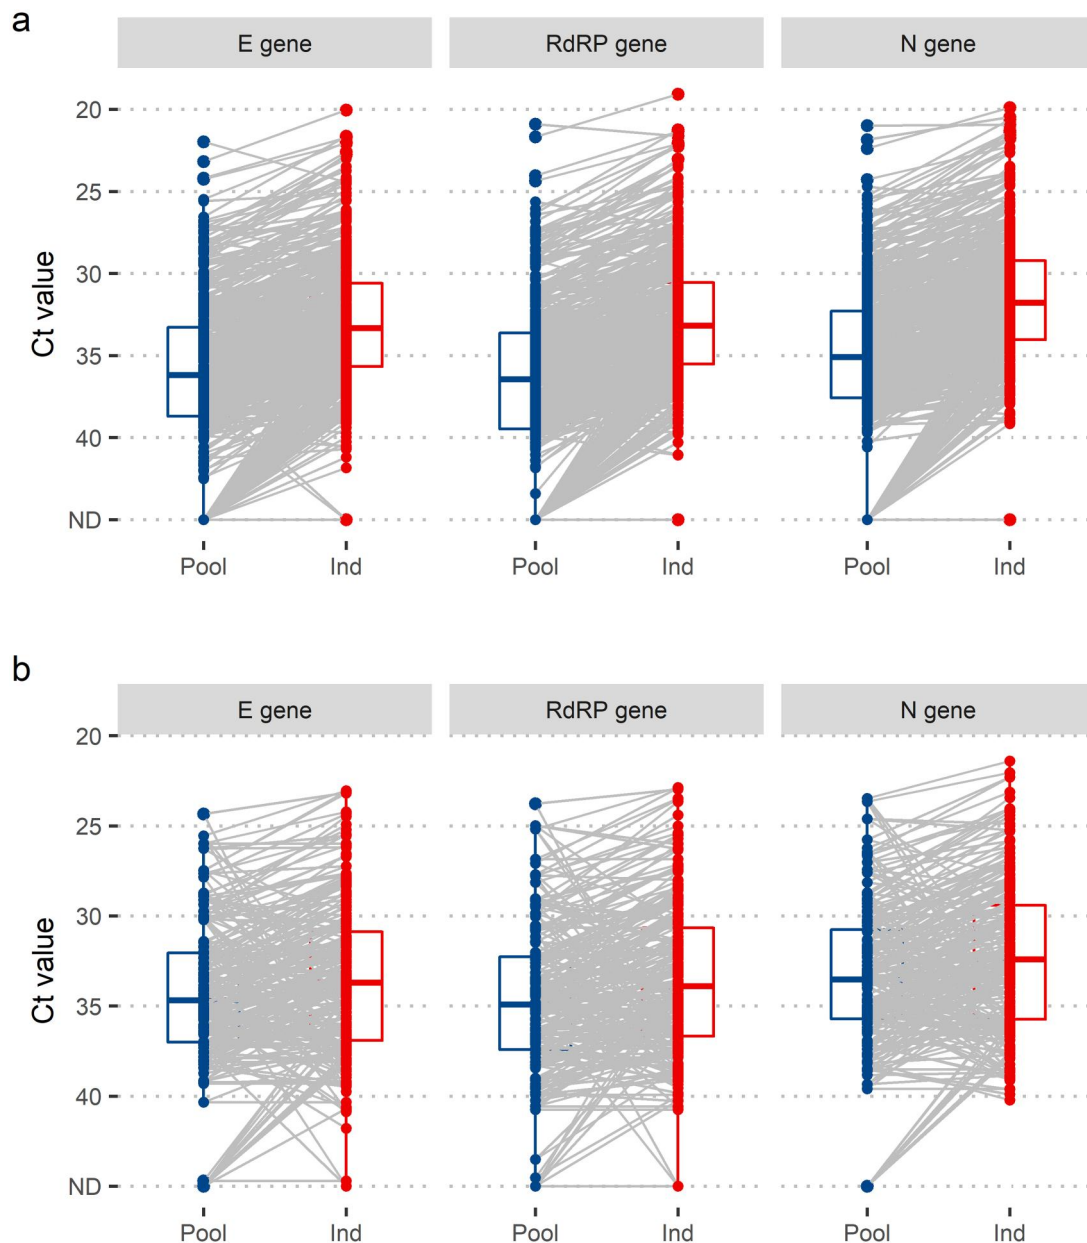 a
E gene RdRP gene N gene
20
25
30
35
40
ND
Ct value
Pool Ind Pool Ind Pool Ind
b
E gene RdRP gene N gene
20
25
30
35
40
ND
Ct value
Pool Ind Pool Ind Pool Ind